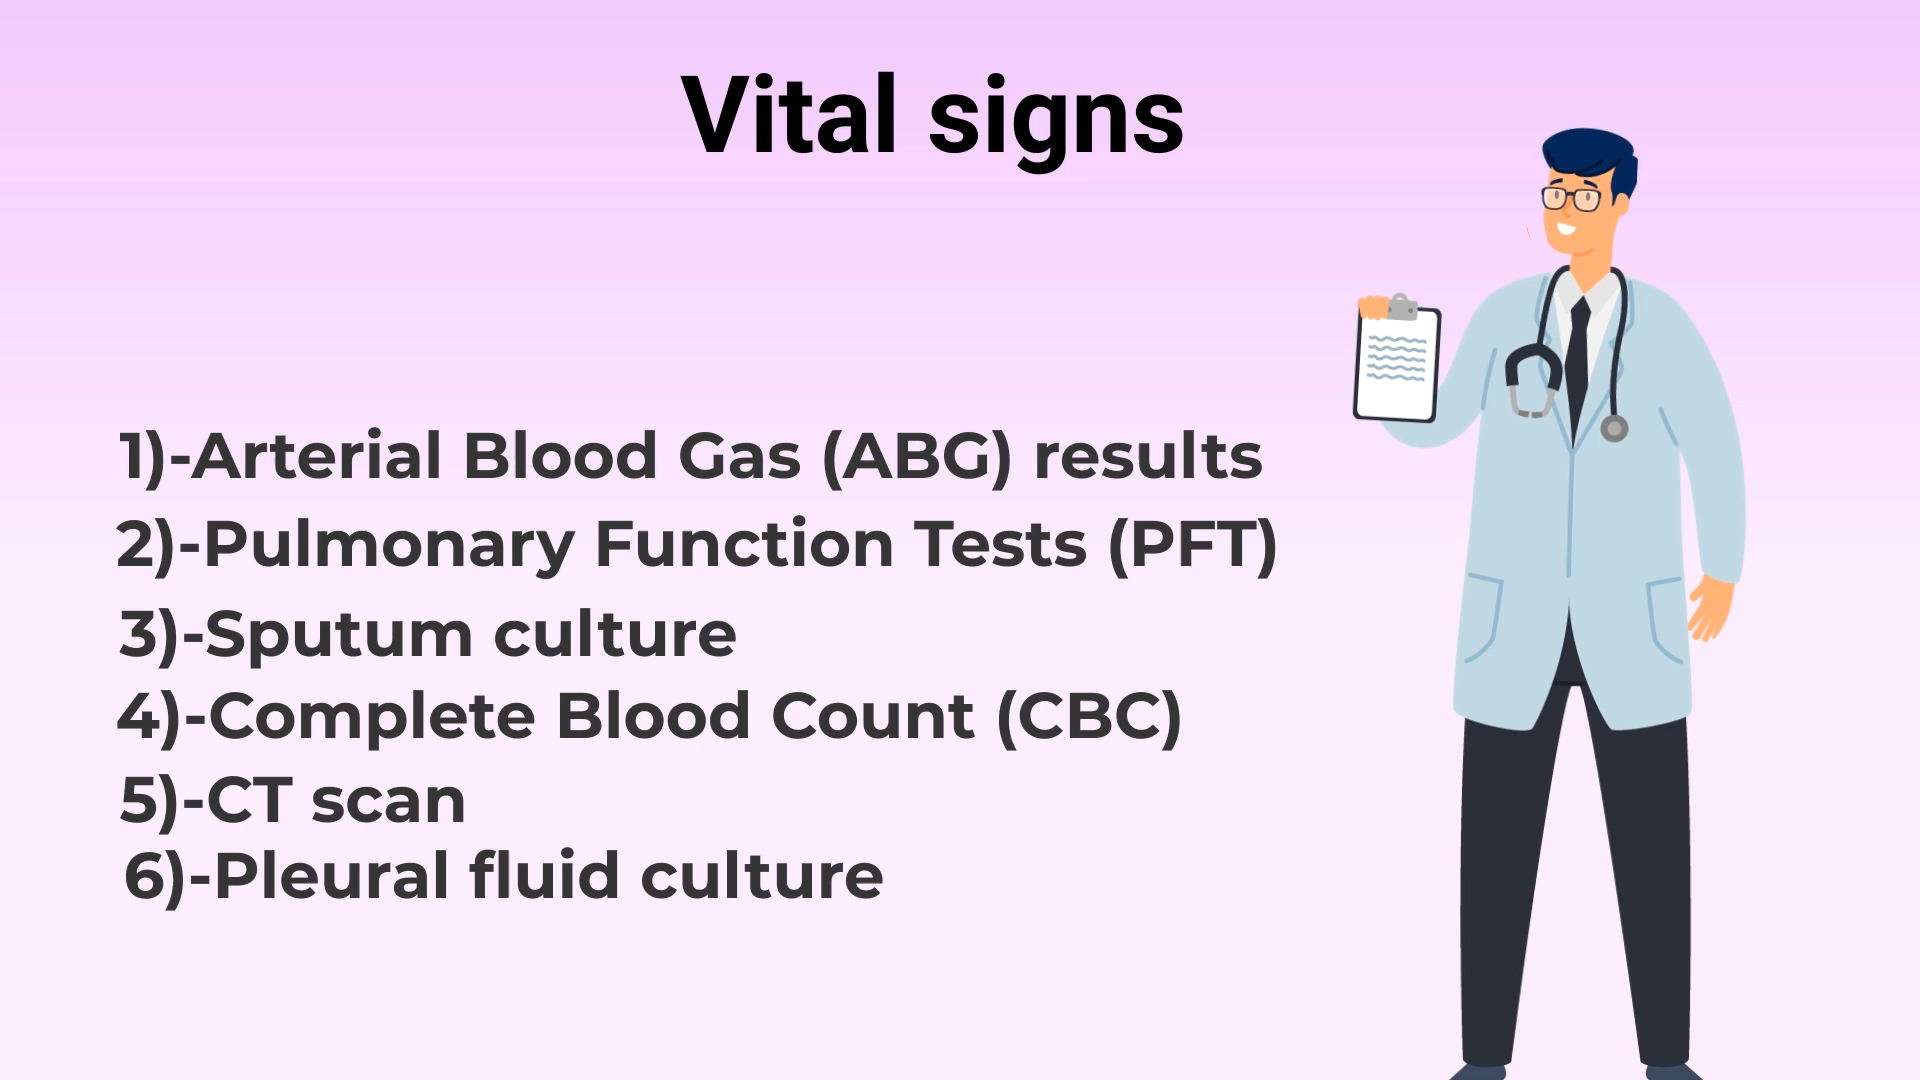 Vital signs
1)-Arterial Blood Gas (ABG) results
2)-Pulmonary Function Tests (PFT)
3)-Sputum culture
4)-Complete Blood Count (CBC)
5)-CT scan
6)-Pleural fluid culture